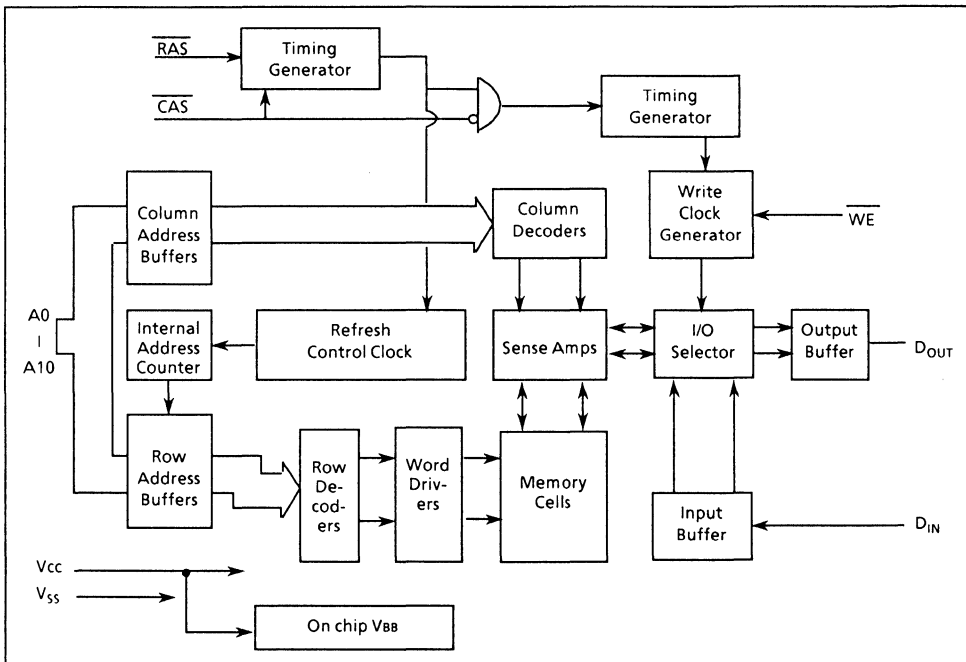 RAS
Timing
Generator
CAS
Timing
Generator
Column
Address
Buffers
Column
Decoders
Write
Clock
Generator
WE
A0
|
A10
Internal
Address
Counter
Refresh
Control Clock
Sense Amps
I/O
Selector
Output
Buffer
DOUT
Row
Address
Buffers
Row
De-
cod-
ers
Word
Driv-
ers
Memory
Cells
Input
Buffer
DIN
Vcc
VSS
On chip VBB